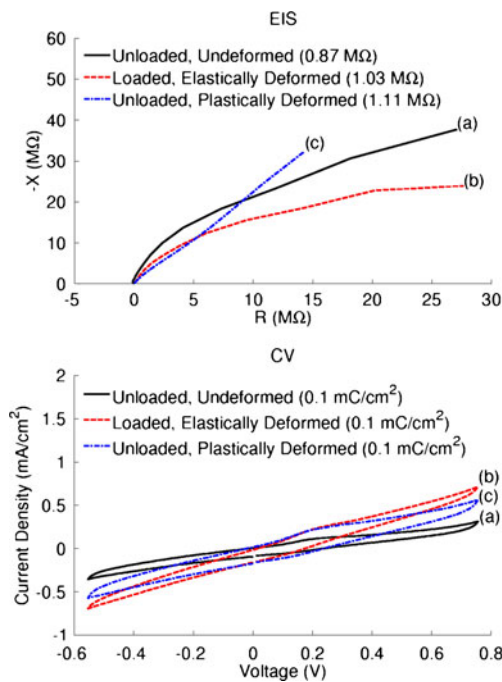 EIS
60
50
40
30
20
10
0
-X (MΩ)
Unloaded, Undeformed (0.87 MΩ)
Loaded, Elastically Deformed (1.03 MΩ)
Unloaded, Plastically Deformed (1.11 MΩ)
(c)
(a)
(b)
-5 0 5 10 15 20 25 30
R (MΩ)
CV
2
1.5
1
0.5
0
-0.5
-1
Current Density (mA/cm²)
Unloaded, Undeformed (0.1 mC/cm²)
Loaded, Elastically Deformed (0.1 mC/cm²)
Unloaded, Plastically Deformed (0.1 mC/cm²)
(b)
(c)
(a)
-0.6 -0.4 -0.2 0 0.2 0.4 0.6 0.8
Voltage (V)